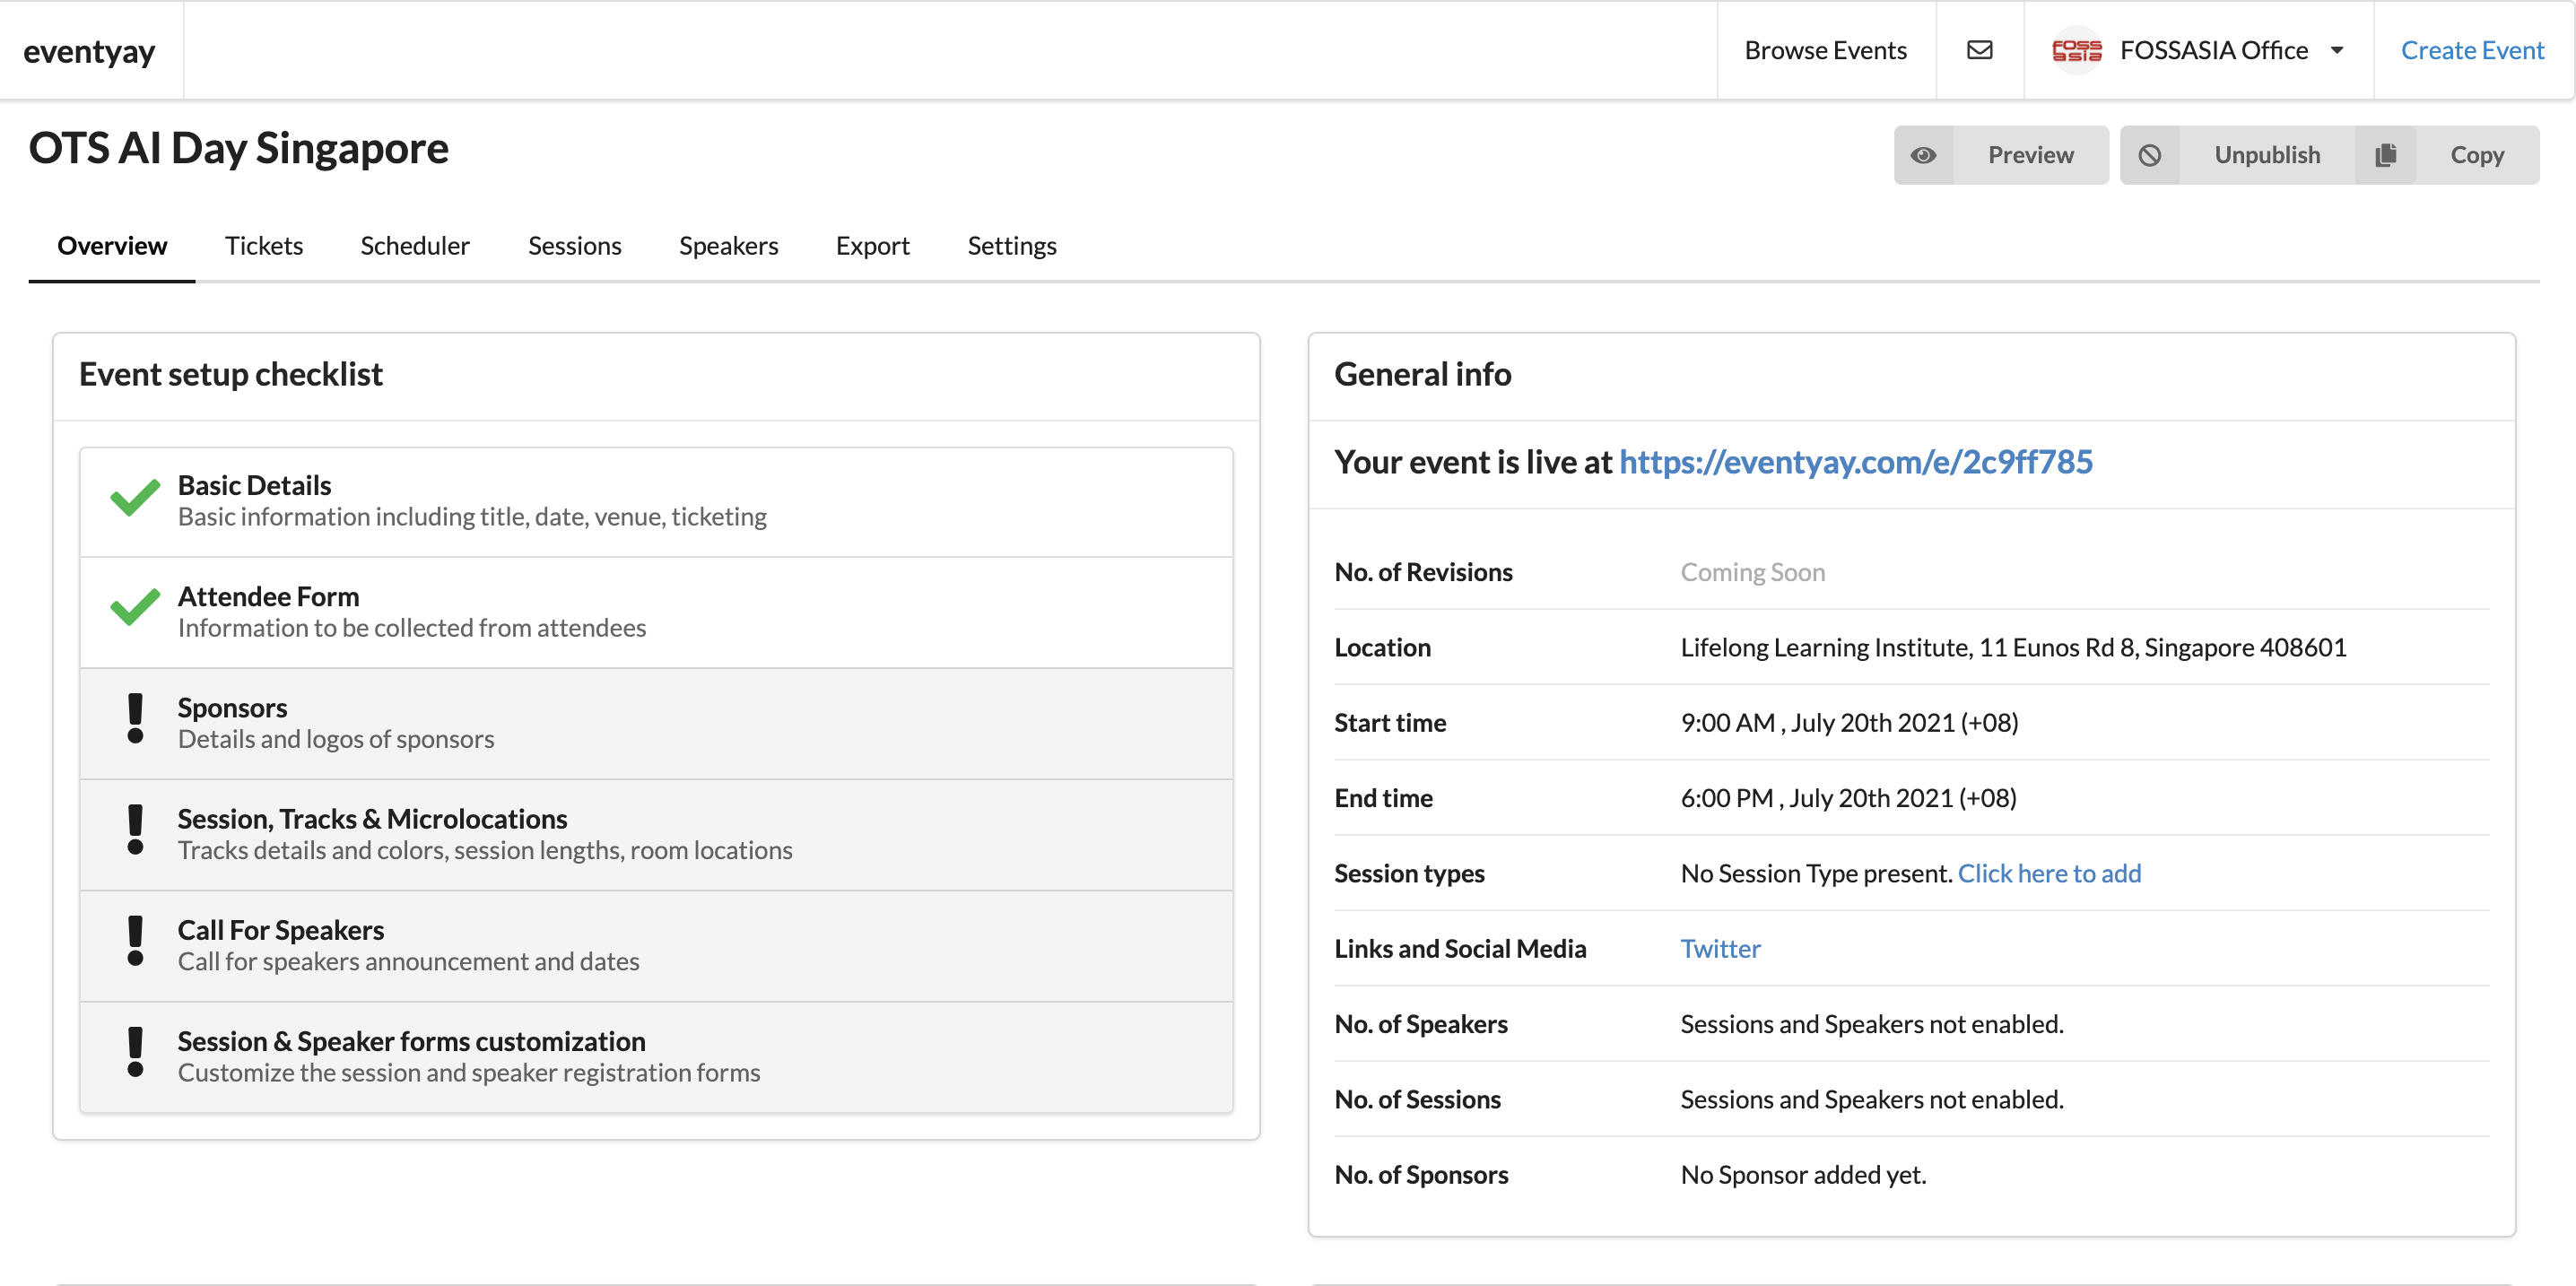 eventyay
Browse Events
FOSS
ASIA
FOSSASIA Office
Create Event
OTS AI Day Singapore
Preview
Unpublish
Copy
Overview Tickets Scheduler Sessions Speakers Export Settings
Event setup checklist
Basic Details
Basic information including title, date, venue, ticketing
Attendee Form
Information to be collected from attendees
Sponsors
Details and logos of sponsors
Session, Tracks & Microlocations
Tracks details and colors, session lengths, room locations
Call For Speakers
Call for speakers announcement and dates
Session & Speaker forms customization
Customize the session and speaker registration forms
General info
Your event is live at https://eventyay.com/e/2c9ff785
No. of Revisions Coming Soon
Location Lifelong Learning Institute, 11 Eunos Rd 8, Singapore 408601
Start time 9:00 AM , July 20th 2021 (+08)
End time 6:00 PM , July 20th 2021 (+08)
Session types No Session Type present. Click here to add
Links and Social Media Twitter
No. of Speakers Sessions and Speakers not enabled.
No. of Sessions Sessions and Speakers not enabled.
No. of Sponsors No Sponsor added yet.